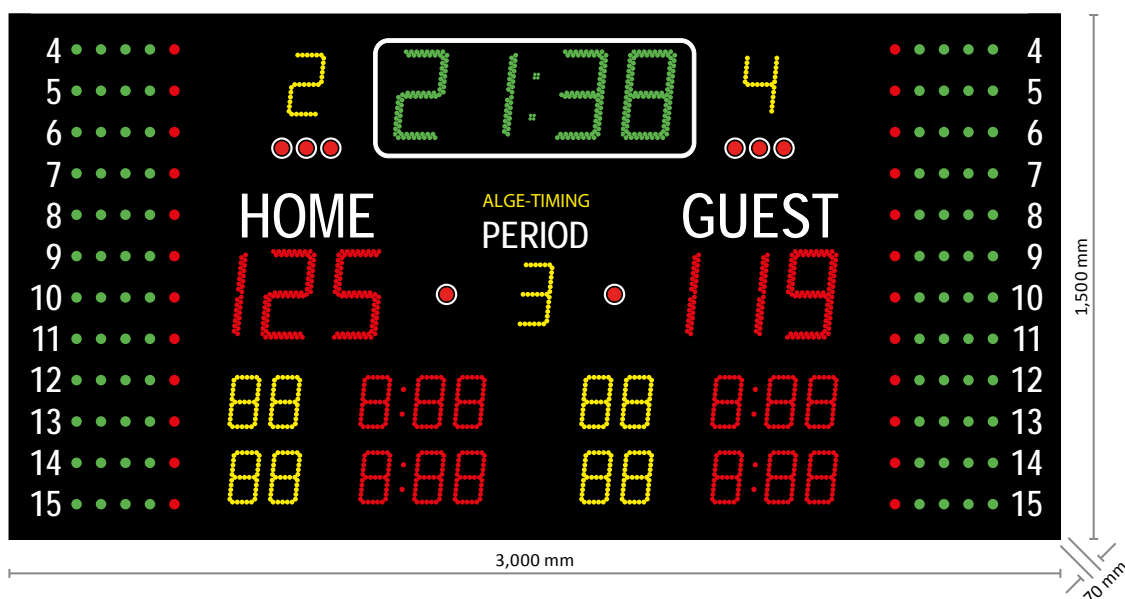 4 2 21:38 4 4
5 5
6 6
7 7
8 HOME ALGE-TIMING GUEST 8
PERIOD
9 9
10 125 3 119 10
11 11
12 88 8:88 88 8:88 12
13 13
14 88 8:88 88 8:88 14
15 15
1,500 mm
3,000 mm
70 mm